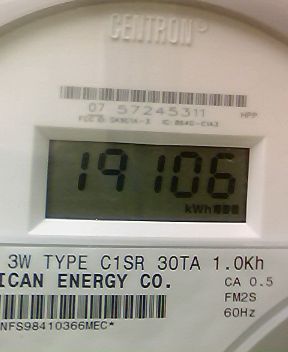 CENTRON®
07 57245311 HPP
19106
kWh
3W TYPE C1SR 30TA 1.0Kh
ICAN ENERGY CO. CA 0.5
FM2S
NFS98410366MEC* 60Hz